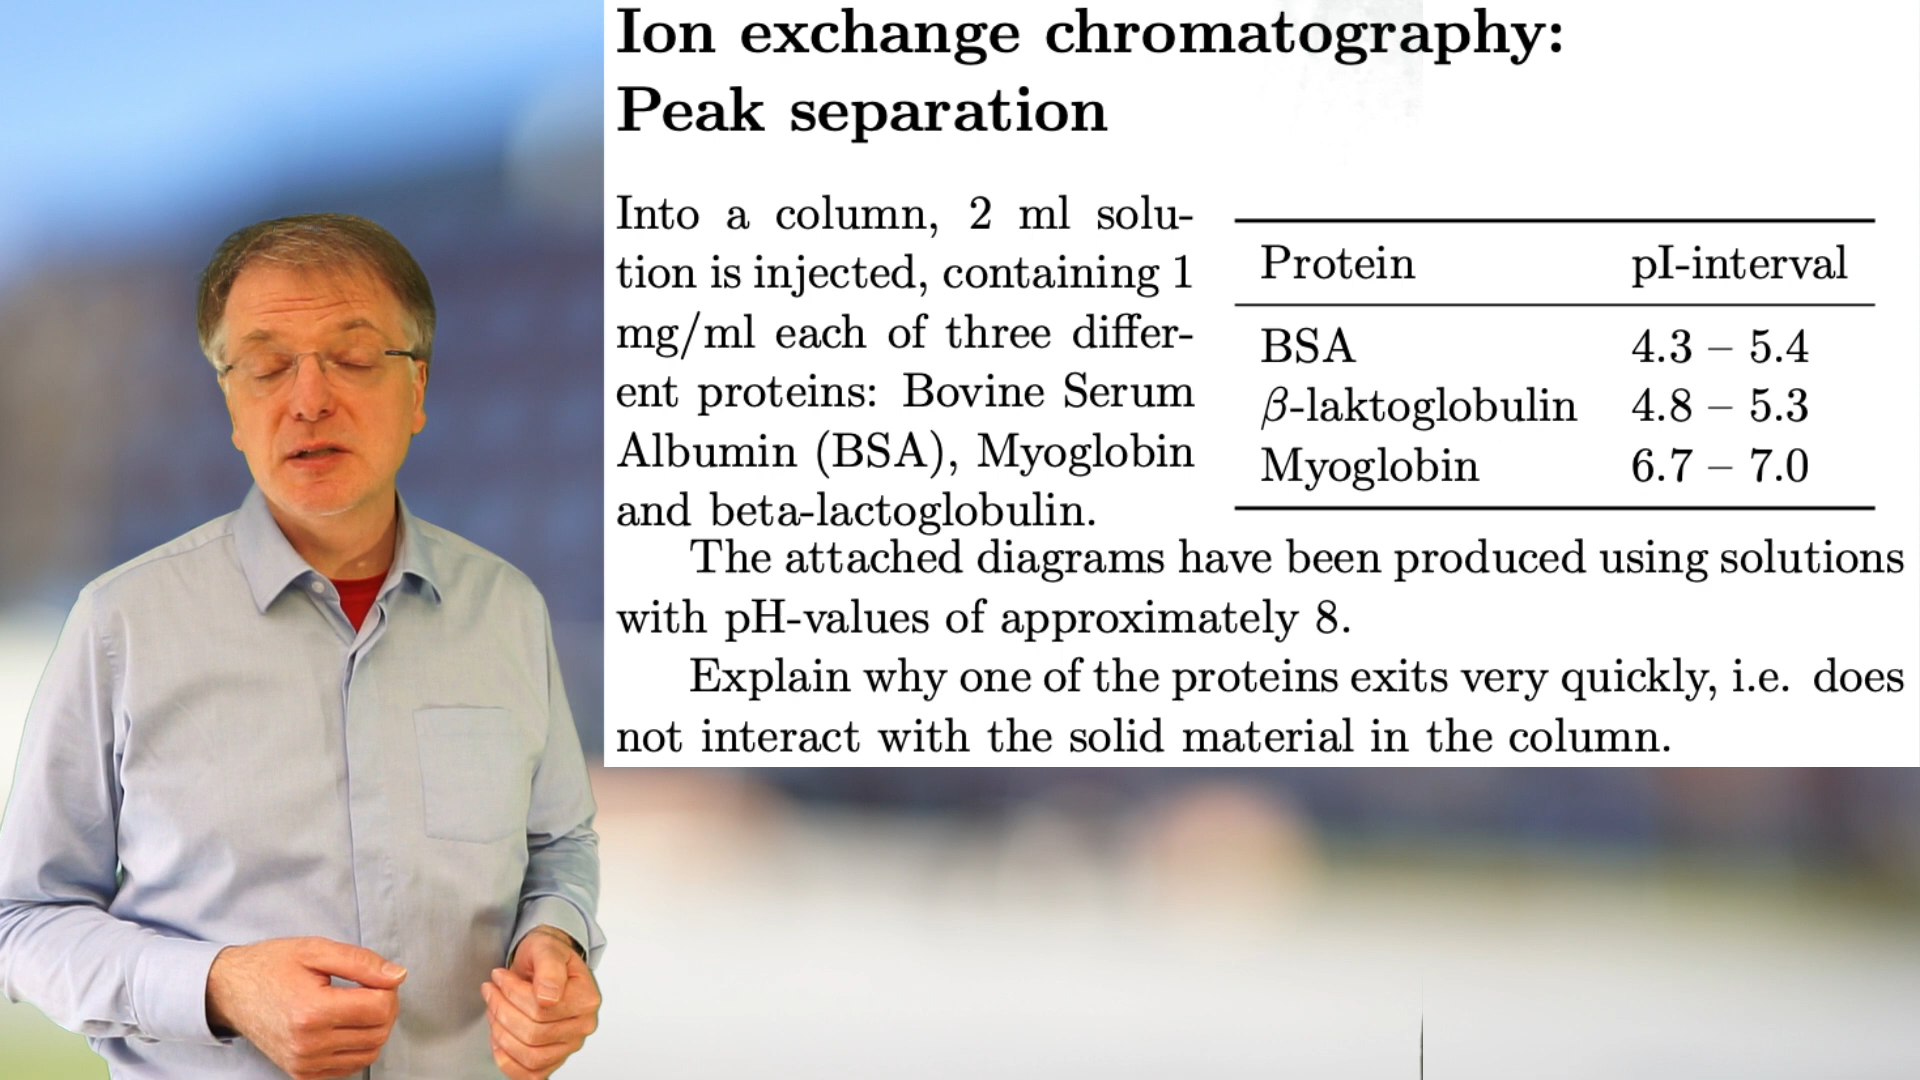 Ion exchange chromatography:
Peak separation
Into a column, 2 ml solu-
tion is injected, containing 1
mg/ml each of three differ-
ent proteins: Bovine Serum
Albumin (BSA), Myoglobin
and beta-lactoglobulin.
Protein pI-interval
BSA 4.3 – 5.4
β-laktoglobulin 4.8 – 5.3
Myoglobin 6.7 – 7.0
The attached diagrams have been produced using solutions
with pH-values of approximately 8.
Explain why one of the proteins exits very quickly, i.e. does
not interact with the solid material in the column.